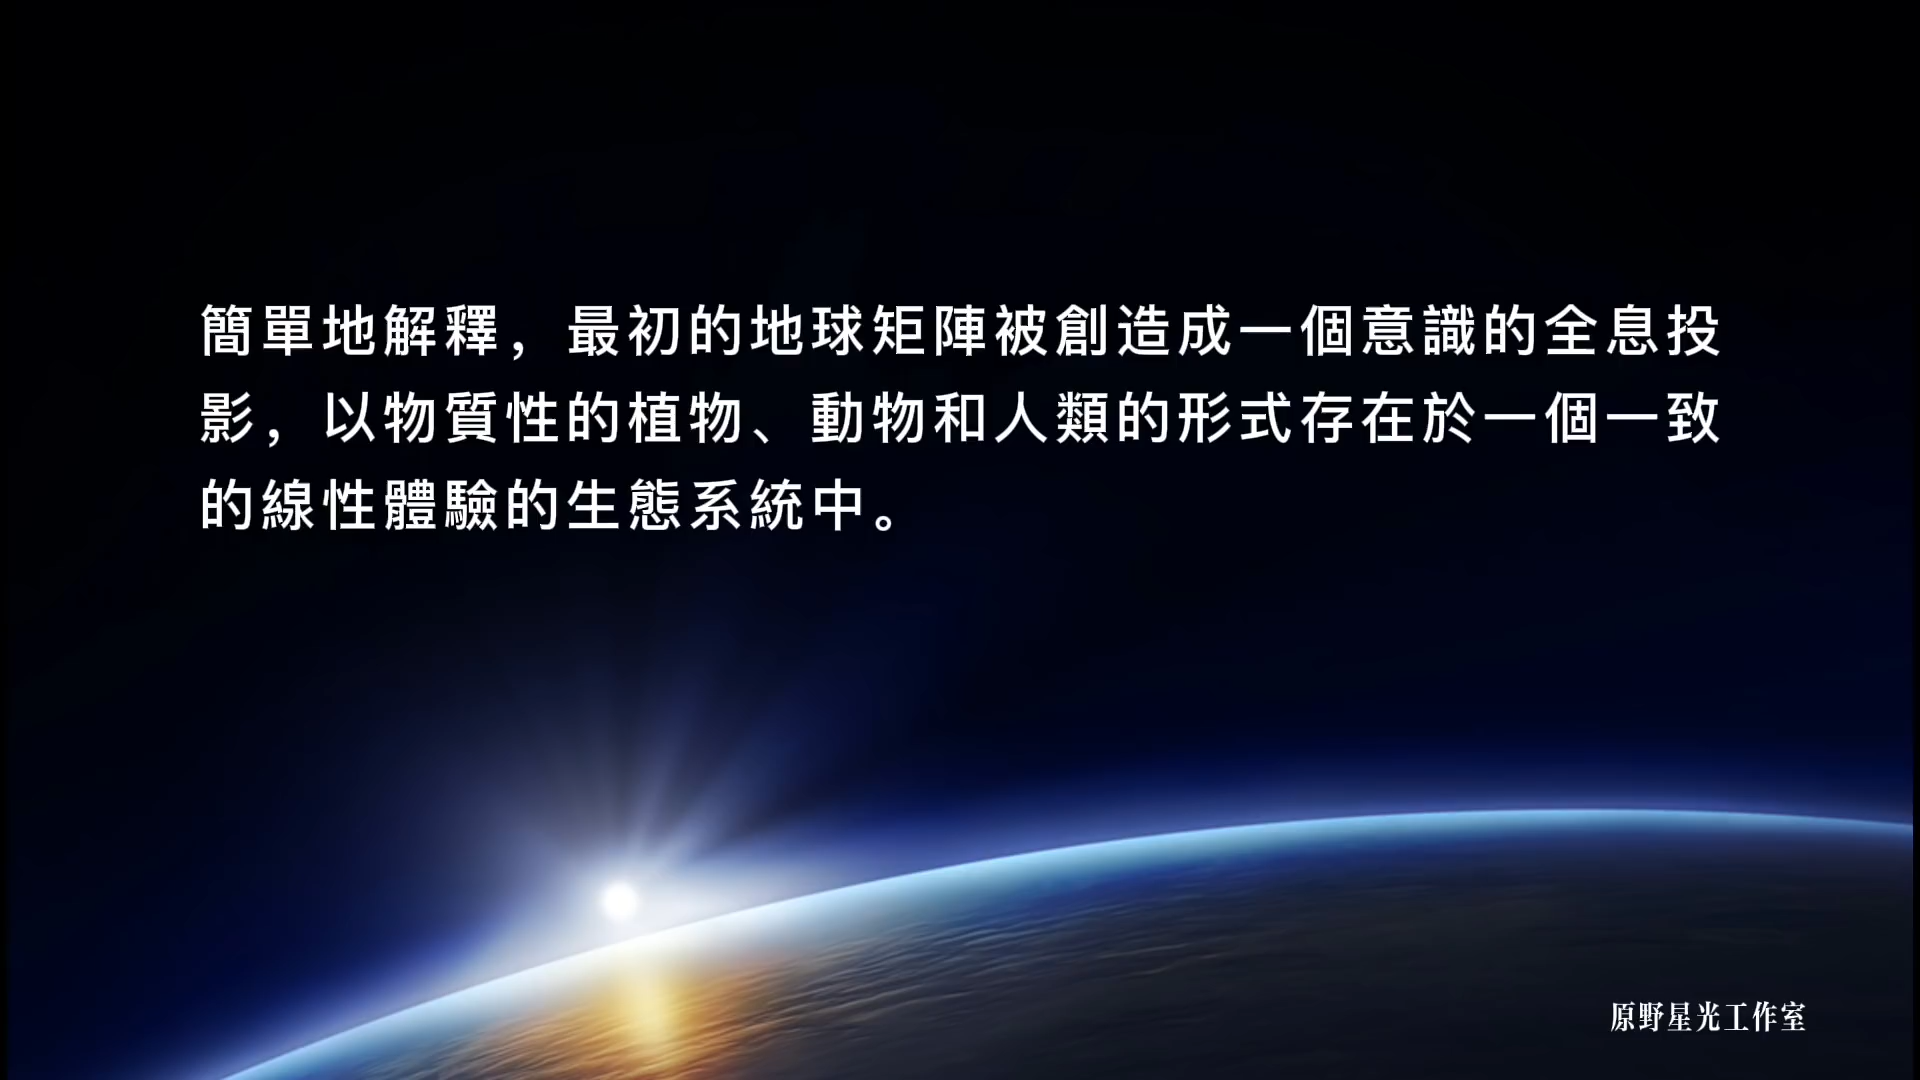 簡單地解釋，最初的地球矩陣被創造成一個意識的全息投
影，以物質性的植物、動物和人類的形式存在於一個一致
的線性體驗的生態系統中。
原野星光工作室